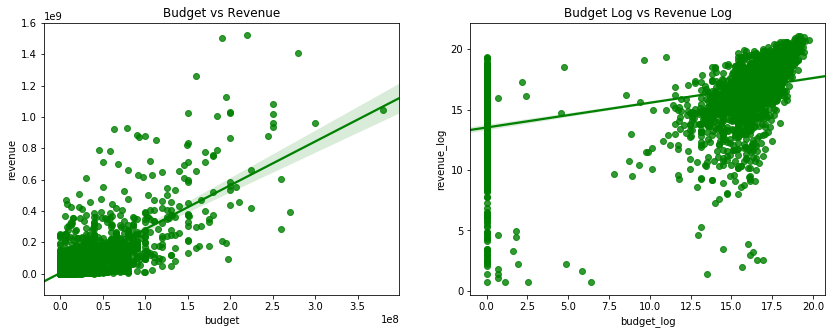 Budget vs Revenue
1e9
1.6
1.4
1.2
1.0
0.8
0.6
0.4
0.2
0.0
revenue
0.0 0.5 1.0 1.5 2.0 2.5 3.0 3.5
1e8
budget
Budget Log vs Revenue Log
20
15
10
5
0
revenue_log
0.0 2.5 5.0 7.5 10.0 12.5 15.0 17.5 20.0
budget_log